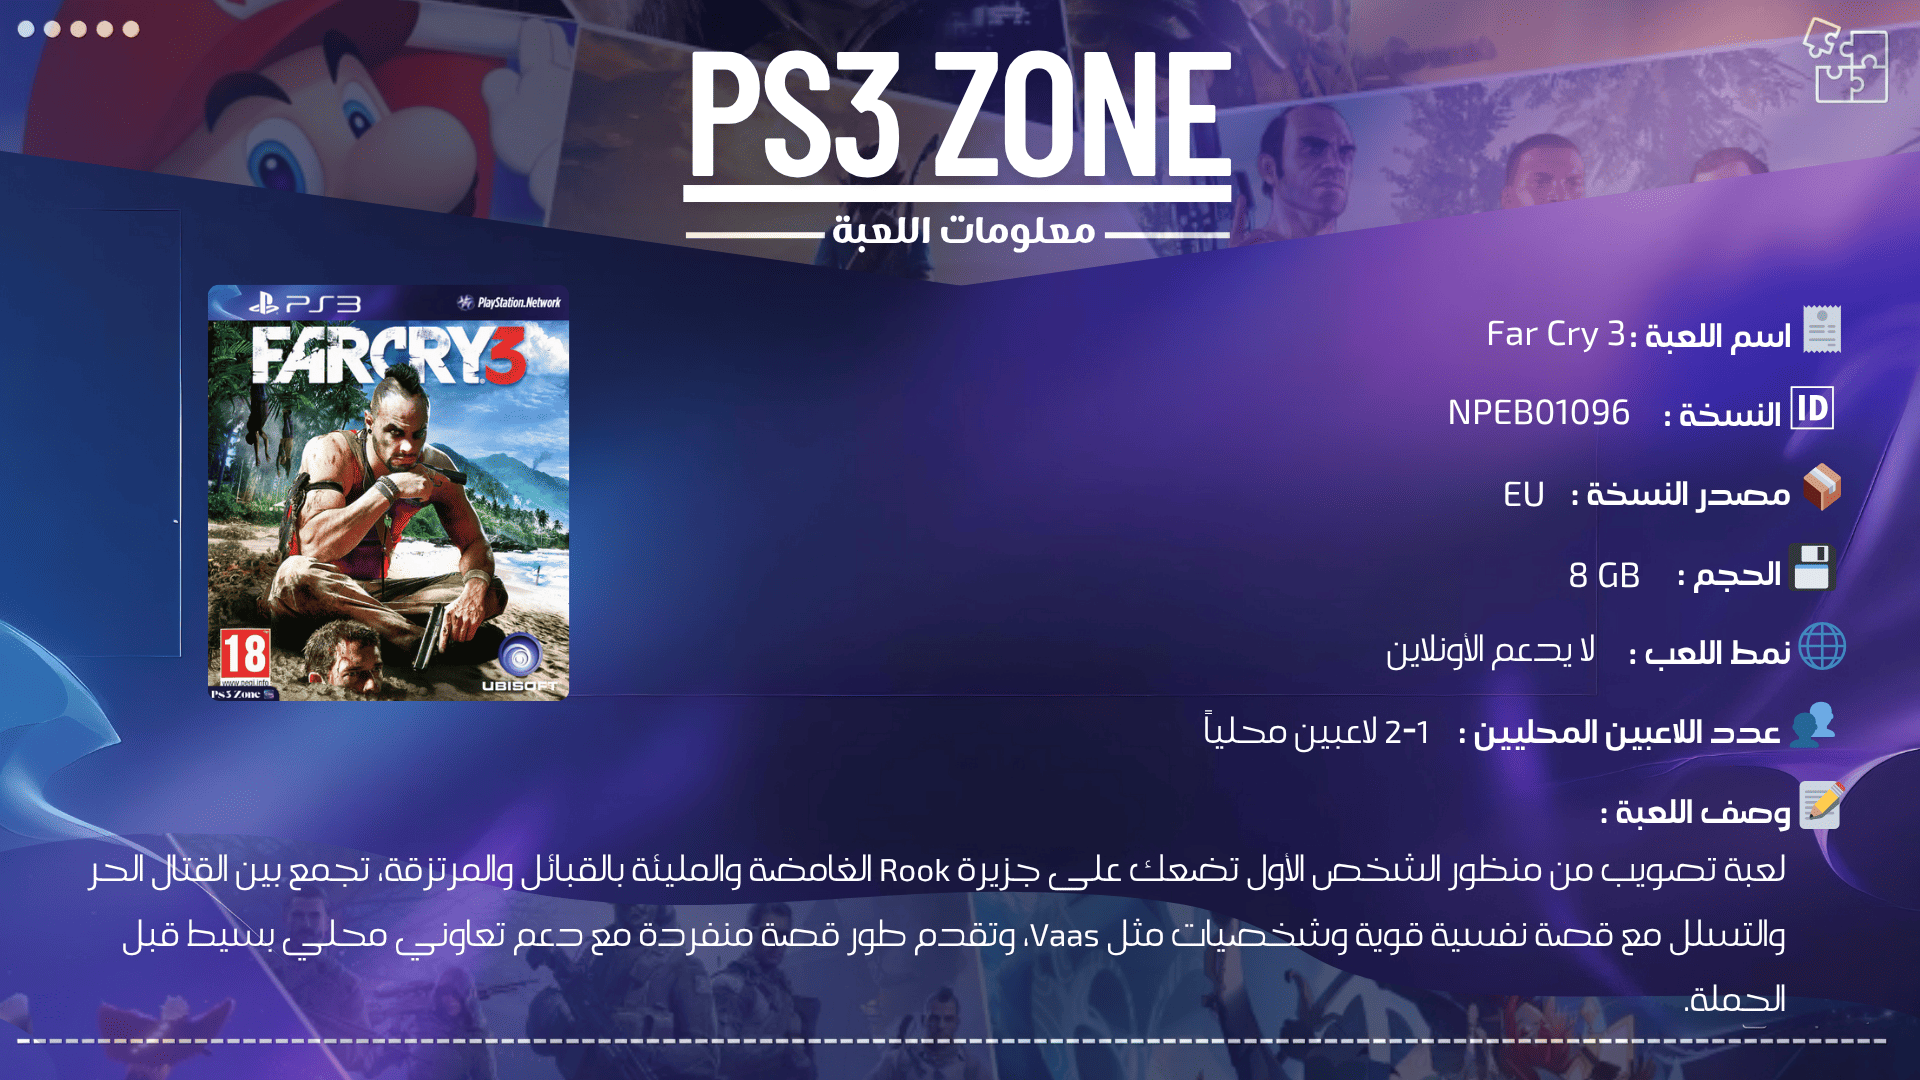 PS3 ZONE
معلومات اللعبة
PS3 PlayStation.Network
FARCRY3
18
www.pegi.info
UBISOFT
Ps3 Zone
اسم اللعبة : Far Cry 3
ID النسخة : NPEB01096
مصدر النسخة : EU
الحجم : 8 GB
نمط اللعب : لا يدعم الأونلاين
عدد اللاعبين المحليين : 1-2 لاعبين محلياً
وصف اللعبة :
لعبة تصويب من منظور الشخص الأول تضعك على جزيرة Rook الغامضة والمليئة بالقبائل والمرتزقة، تجمع بين القتال الحر
والتسلل مع قصة نفسية قوية وشخصيات مثل Vaas، وتقدم طور قصة منفردة مع دعم تعاوني محلي بسيط قبل
الحملة.